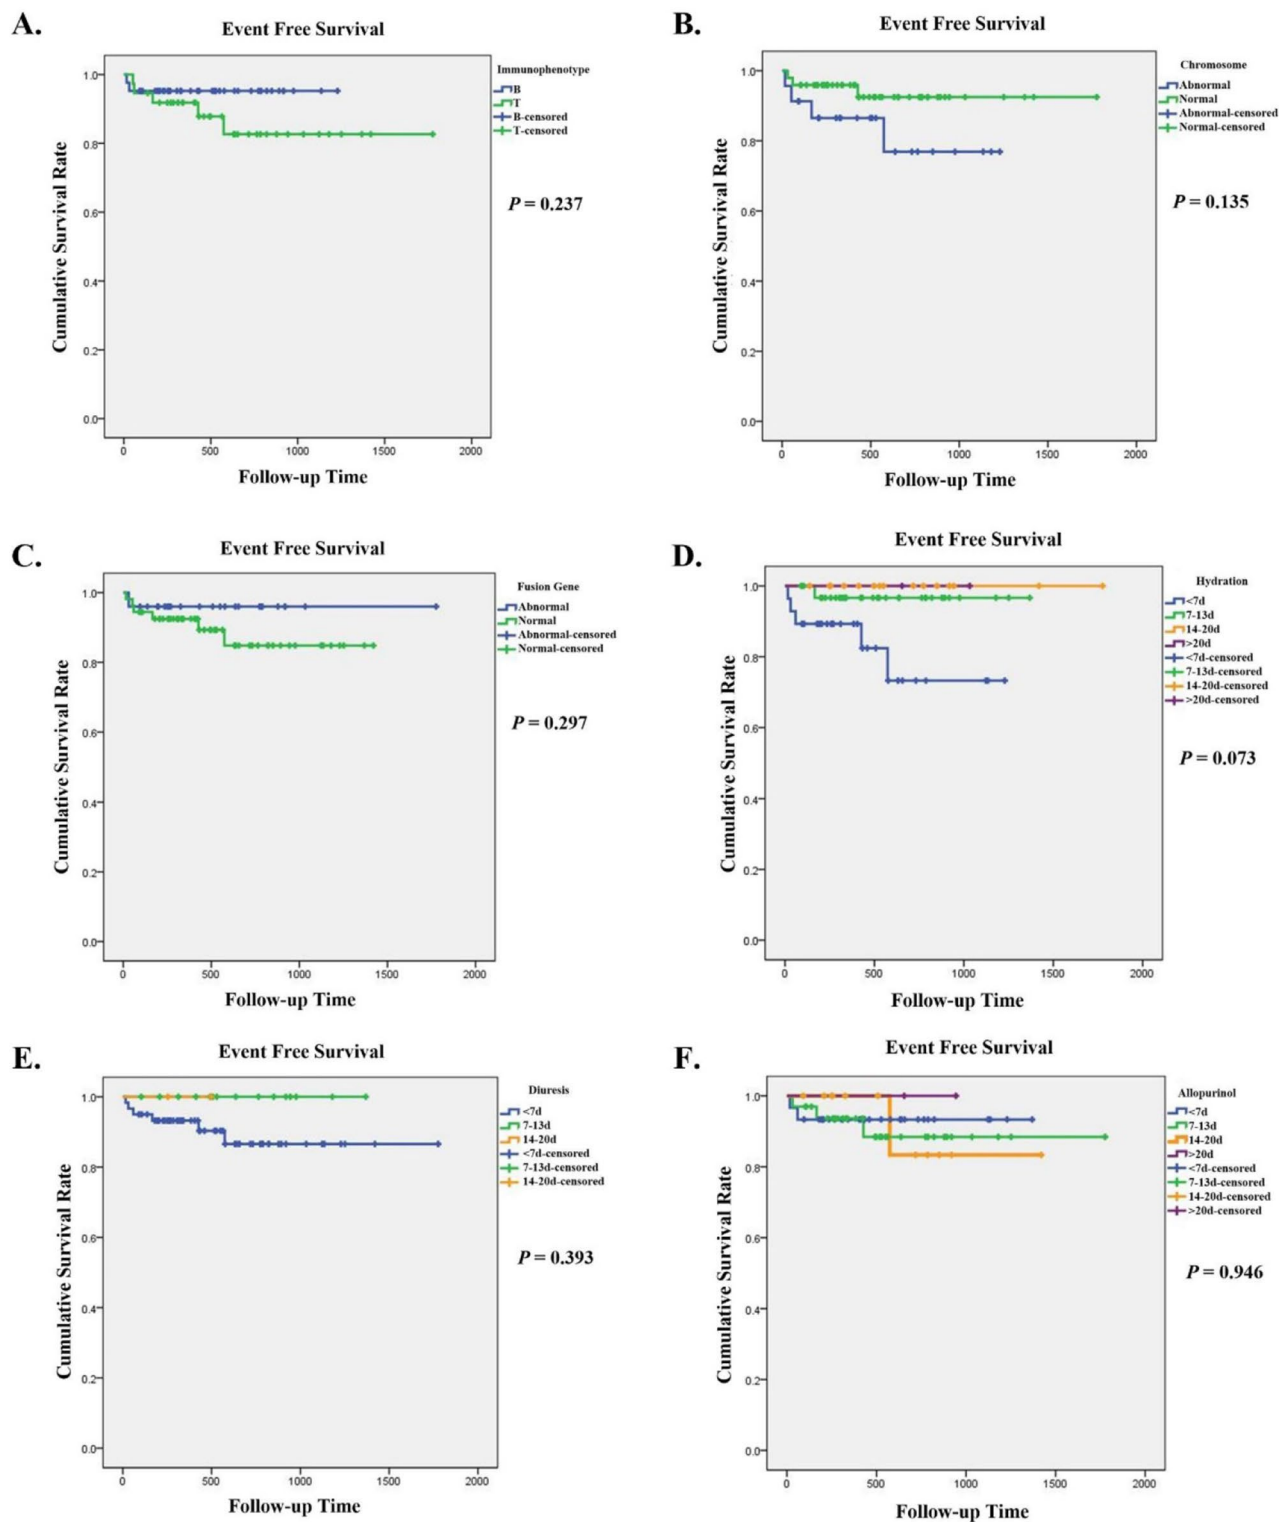 A.
Event Free Survival
Cumulative Survival Rate
1.0
0.8
0.6
0.4
0.2
0.0
0 500 1000 1500 2000
Follow-up Time
Immunophenotype
B
T
B-censored
T-censored
P = 0.237
B.
Event Free Survival
Cumulative Survival Rate
1.0
0.8
0.6
0.4
0.2
0.0
0 500 1000 1500 2000
Follow-up Time
Chromosome
Abnormal
Normal
Abnormal-censored
Normal-censored
P = 0.135
C.
Event Free Survival
Cumulative Survival Rate
1.0
0.8
0.6
0.4
0.2
0.0
0 500 1000 1500 2000
Follow-up Time
Fusion Gene
Abnormal
Normal
Abnormal-censored
Normal-censored
P = 0.297
D.
Event Free Survival
Cumulative Survival Rate
1.0
0.8
0.6
0.4
0.2
0.0
0 500 1000 1500 2000
Follow-up Time
Hydration
<7d
7-13d
14-20d
>20d
<7d-censored
7-13d-censored
14-20d-censored
>20d-censored
P = 0.073
E.
Event Free Survival
Cumulative Survival Rate
1.0
0.8
0.6
0.4
0.2
0.0
0 500 1000 1500 2000
Follow-up Time
Diuresis
<7d
7-13d
14-20d
<7d-censored
7-13d-censored
14-20d-censored
P = 0.393
F.
Event Free Survival
Cumulative Survival Rate
1.0
0.8
0.6
0.4
0.2
0.0
0 500 1000 1500 2000
Follow-up Time
Allopurinol
<7d
7-13d
14-20d
>20d
<7d-censored
7-13d-censored
14-20d-censored
>20d-censored
P = 0.946